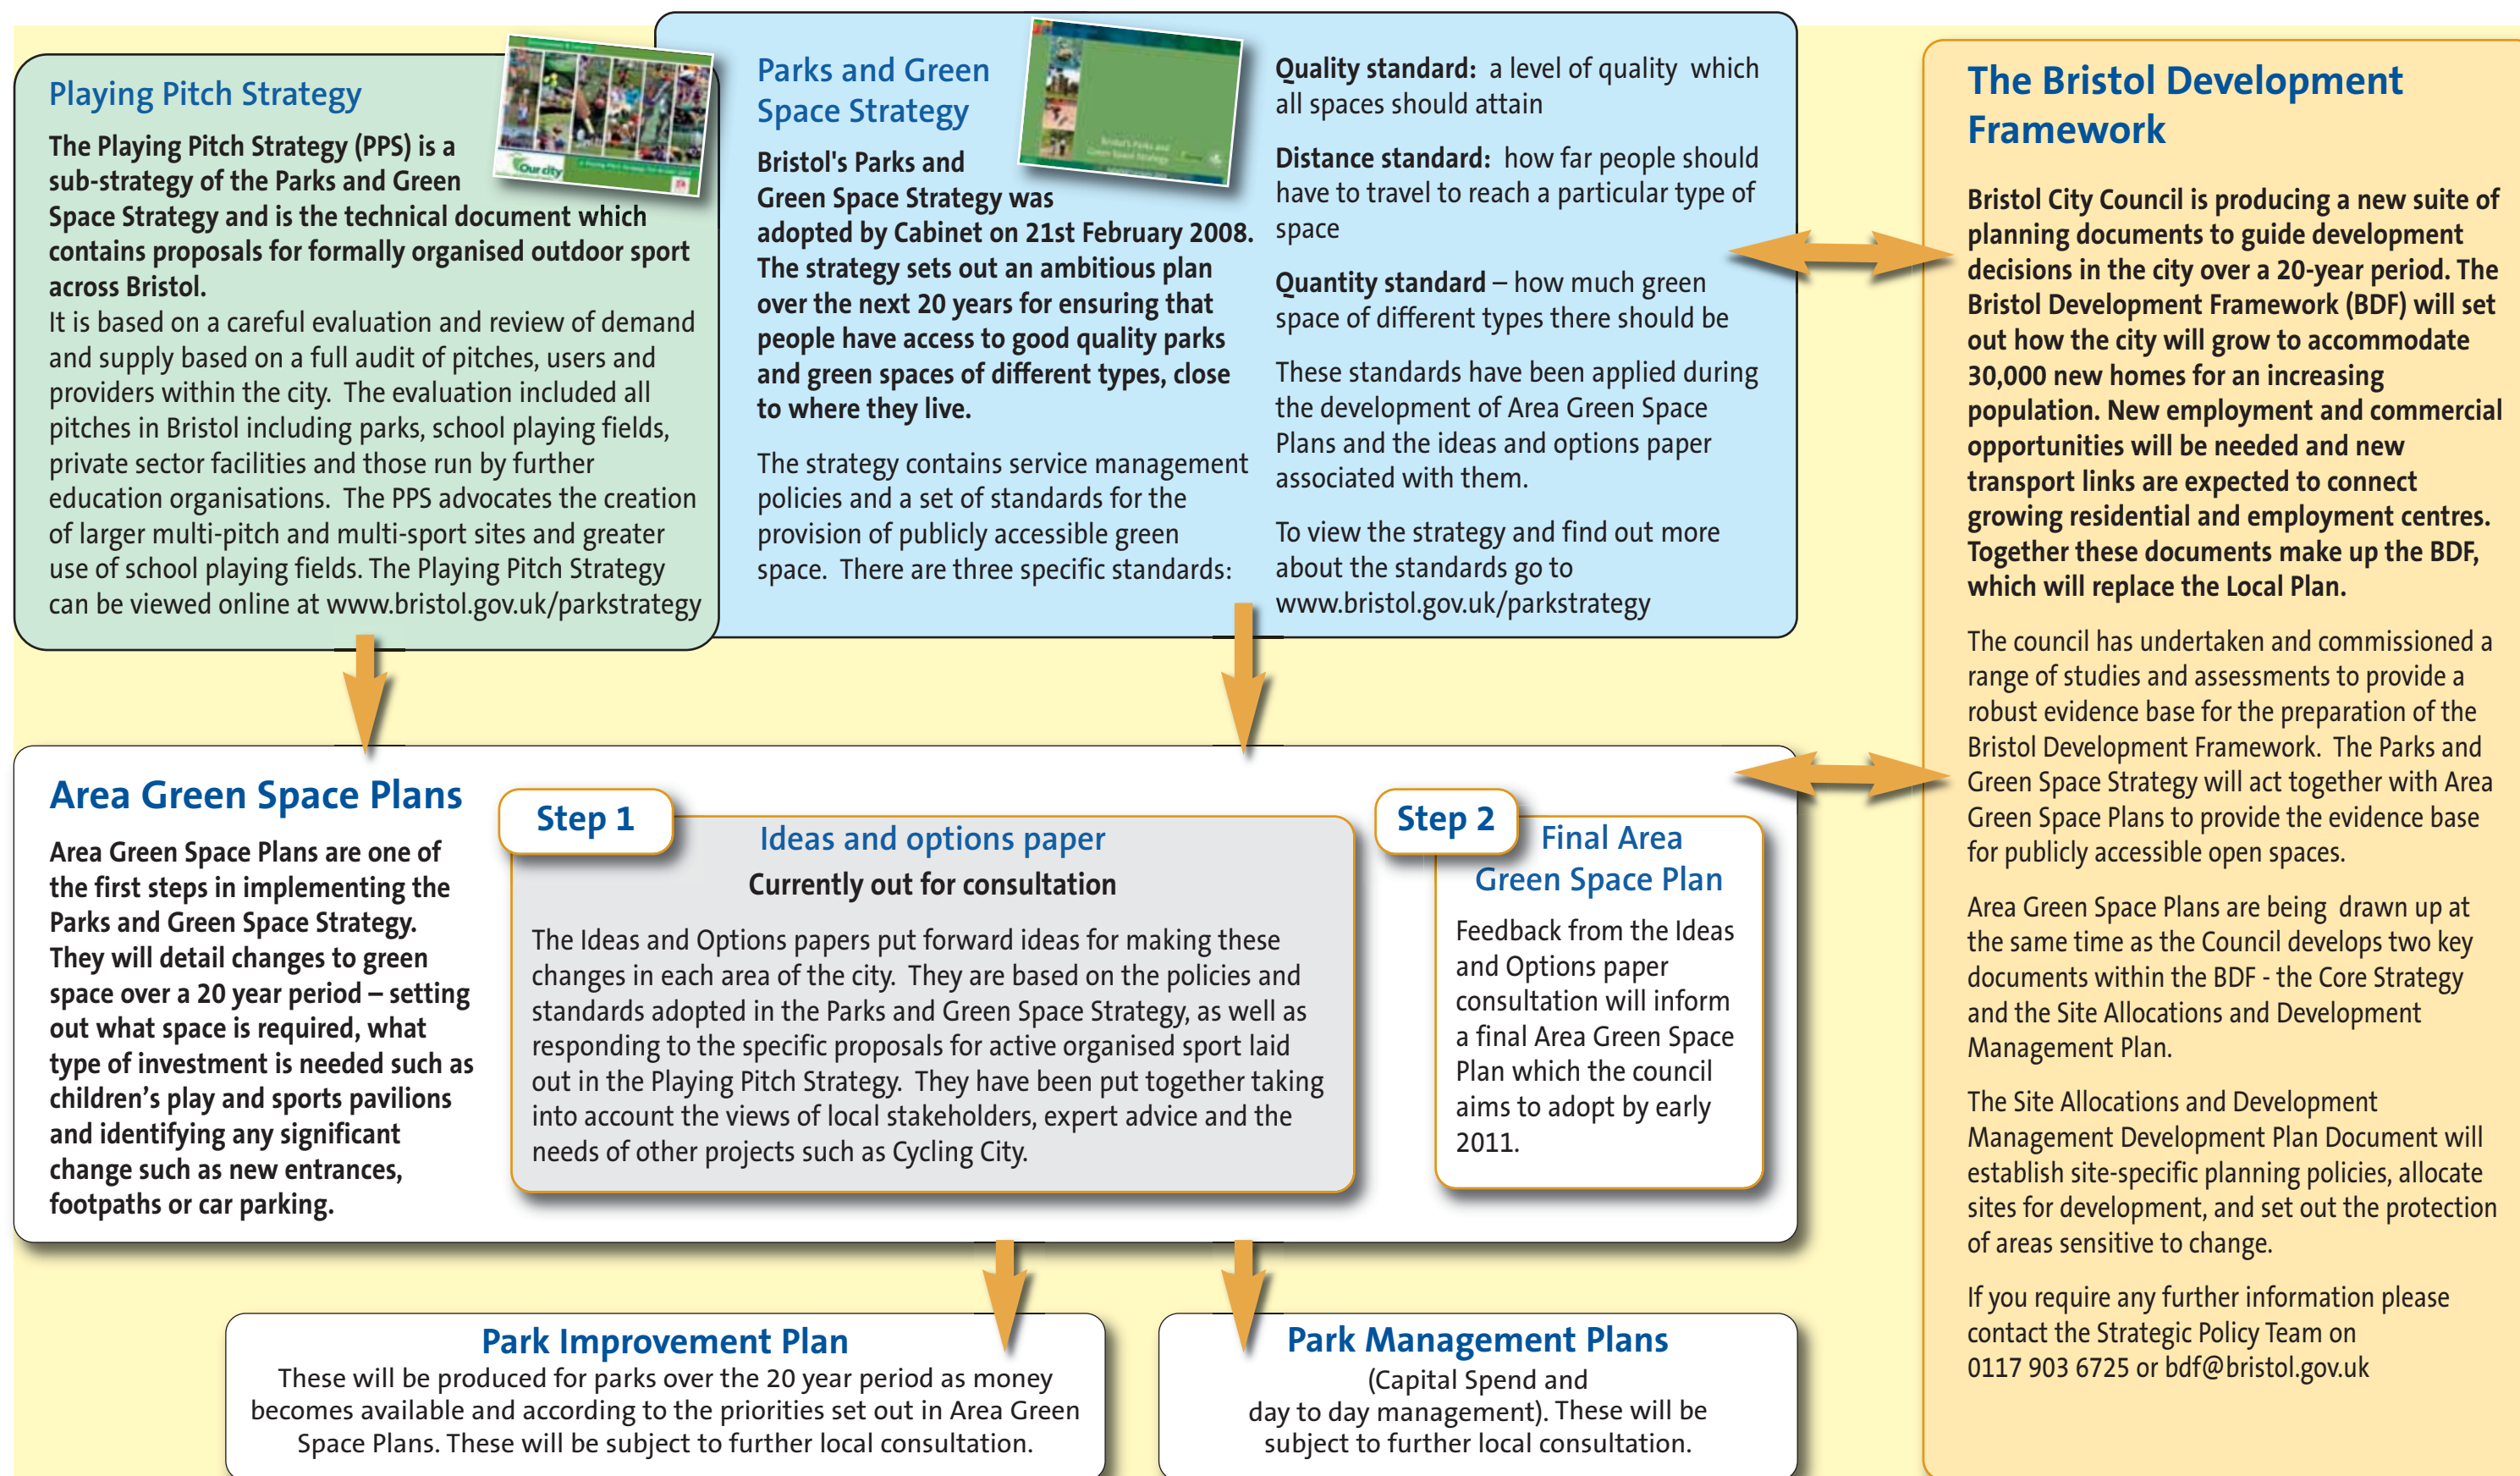 Playing Pitch Strategy
The Playing Pitch Strategy (PPS) is a
sub-strategy of the Parks and Green
Space Strategy and is the technical document which
contains proposals for formally organised outdoor sport
across Bristol.
It is based on a careful evaluation and review of demand
and supply based on a full audit of pitches, users and
providers within the city.  The evaluation included all
pitches in Bristol including parks, school playing fields,
private sector facilities and those run by further
education organisations.  The PPS advocates the creation
of larger multi-pitch and multi-sport sites and greater
use of school playing fields. The Playing Pitch Strategy
can be viewed online at www.bristol.gov.uk/parkstrategy
Our city
Parks and Green
Space Strategy
Bristol's Parks and
Green Space Strategy
Bristol's Parks and
Green Space Strategy was
adopted by Cabinet on 21st February 2008.
The strategy sets out an ambitious plan
over the next 20 years for ensuring that
people have access to good quality parks
and green spaces of different types, close
to where they live.
The strategy contains service management
policies and a set of standards for the
provision of publicly accessible green
space.  There are three specific standards:
Quality standard:  a level of quality  which
all spaces should attain
Distance standard:  how far people should
have to travel to reach a particular type of
space
Quantity standard – how much green
space of different types there should be
These standards have been applied during
the development of Area Green Space
Plans and the ideas and options paper
associated with them.
To view the strategy and find out more
about the standards go to
www.bristol.gov.uk/parkstrategy
Area Green Space Plans
Area Green Space Plans are one of
the first steps in implementing the
Parks and Green Space Strategy.
They will detail changes to green
space over a 20 year period – setting
out what space is required, what
type of investment is needed such as
children’s play and sports pavilions
and identifying any significant
change such as new entrances,
footpaths or car parking.
Step 1
Ideas and options paper
Currently out for consultation
The Ideas and Options papers put forward ideas for making these
changes in each area of the city.  They are based on the policies and
standards adopted in the Parks and Green Space Strategy, as well as
responding to the specific proposals for active organised sport laid
out in the Playing Pitch Strategy.  They have been put together taking
into account the views of local stakeholders, expert advice and the
needs of other projects such as Cycling City.
Step 2
Final Area
Green Space Plan
Feedback from the Ideas
and Options paper
consultation will inform
a final Area Green Space
Plan which the council
aims to adopt by early
2011.
Park Improvement Plan
These will be produced for parks over the 20 year period as money
becomes available and according to the priorities set out in Area Green
Space Plans. These will be subject to further local consultation.
Park Management Plans
(Capital Spend and
day to day management). These will be
subject to further local consultation.
The Bristol Development
Framework
Bristol City Council is producing a new suite of
planning documents to guide development
decisions in the city over a 20-year period. The
Bristol Development Framework (BDF) will set
out how the city will grow to accommodate
30,000 new homes for an increasing
population. New employment and commercial
opportunities will be needed and new
transport links are expected to connect
growing residential and employment centres.
Together these documents make up the BDF,
which will replace the Local Plan.
The council has undertaken and commissioned a
range of studies and assessments to provide a
robust evidence base for the preparation of the
Bristol Development Framework.  The Parks and
Green Space Strategy will act together with Area
Green Space Plans to provide the evidence base
for publicly accessible open spaces.
Area Green Space Plans are being  drawn up at
the same time as the Council develops two key
documents within the BDF - the Core Strategy
and the Site Allocations and Development
Management Plan.
The Site Allocations and Development
Management Development Plan Document will
establish site-specific planning policies, allocate
sites for development, and set out the protection
of areas sensitive to change.
If you require any further information please
contact the Strategic Policy Team on
0117 903 6725 or bdf@bristol.gov.uk